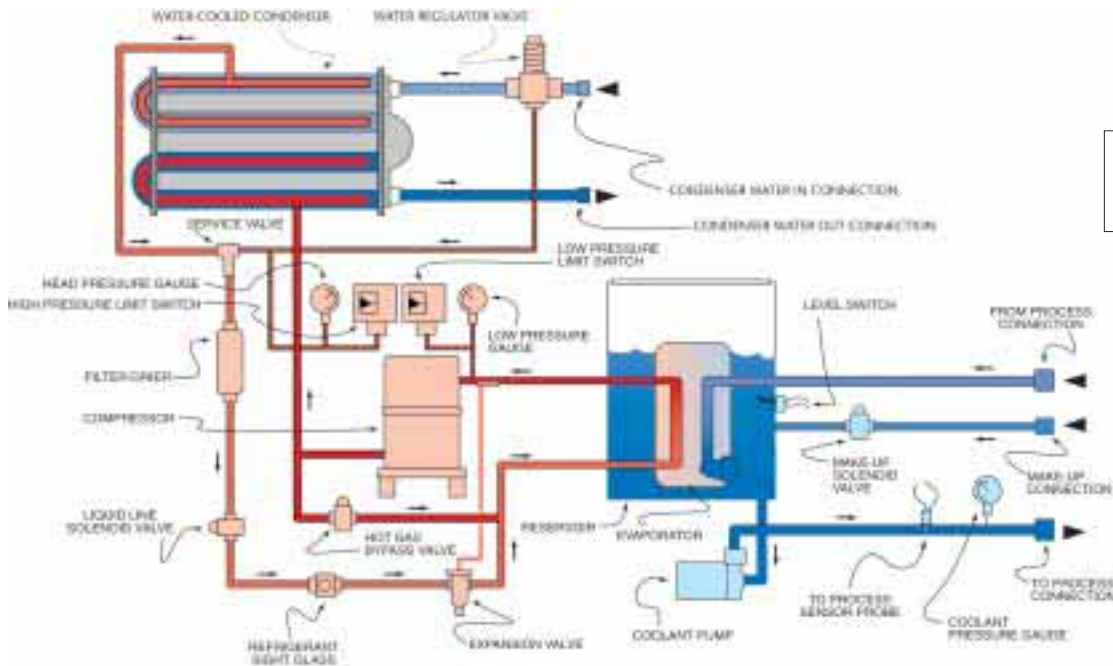 WATER-COOLED CONDENSER
WATER REGULATOR VALVE
CONDENSER WATER IN CONNECTION
CONDENSER WATER OUT CONNECTION
SERVICE VALVE
LOW PRESSURE
LIMIT SWITCH
HEAD PRESSURE GAUGE
HIGH PRESSURE LIMIT SWITCH
LOW PRESSURE
GAUGE
LEVEL SWITCH
FROM PROCESS
CONNECTION
FILTER-DRIER
COMPRESSOR
MAKE-UP
SOLENOID
VALVE
MAKE-UP
CONNECTION
LIQUID LINE
SOLENOID VALVE
HOT GAS
BYPASS VALVE
RESERVOIR
EVAPORATOR
TO PROCESS
SENSOR PROBE
TO PROCESS
CONNECTION
COOLANT
PRESSURE GAUGE
REFRIGERANT
SIGHT GLASS
EXPANSION VALVE
COOLANT PUMP